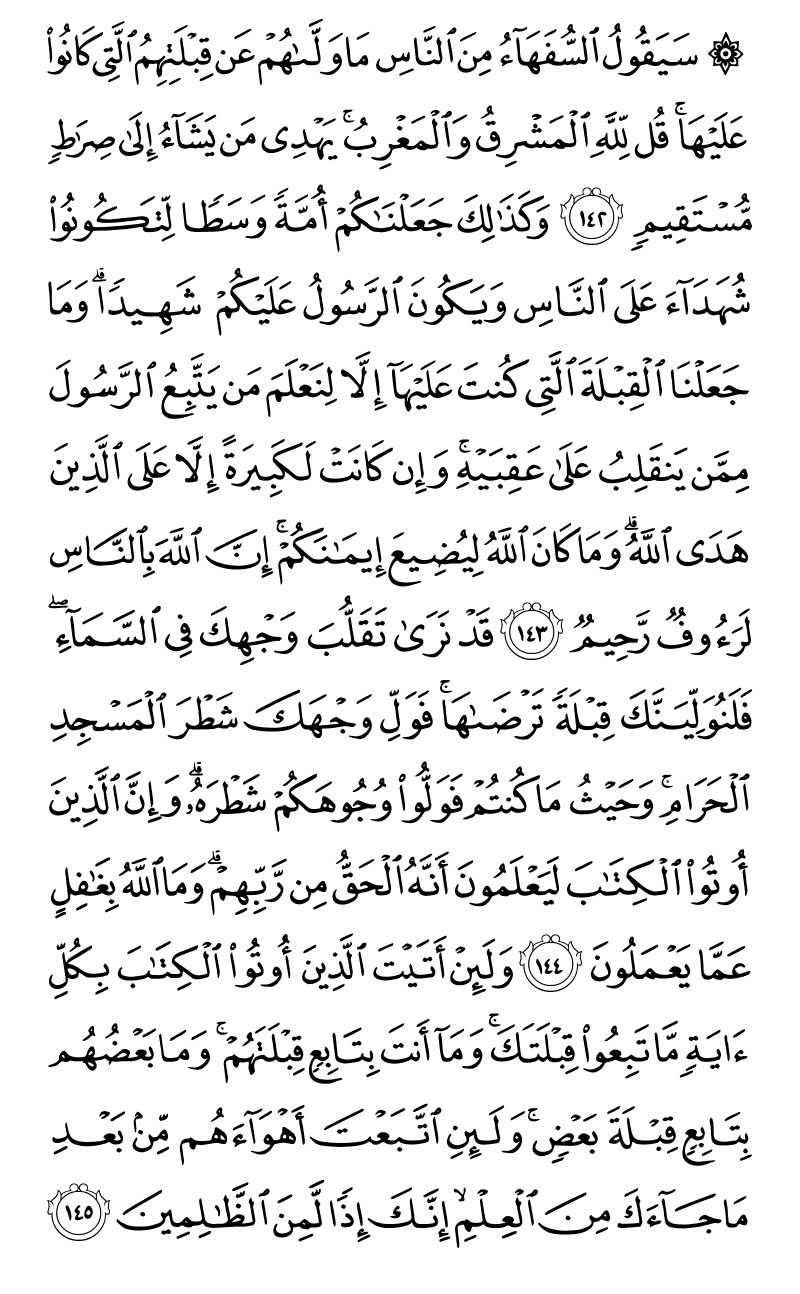 ۞ سَيَقُولُ ٱلسُّفَهَآءُ مِنَ ٱلنَّاسِ مَا وَلَّىٰهُمْ عَن قِبْلَتِهِمُ ٱلَّتِى كَانُوا۟
عَلَيْهَا ۚ قُل لِّلَّهِ ٱلْمَشْرِقُ وَٱلْمَغْرِبُ ۚ يَهْدِى مَن يَشَآءُ إِلَىٰ صِرَٰطٍ
مُّسْتَقِيمٍ ١٤٢ وَكَذَٰلِكَ جَعَلْنَٰكُمْ أُمَّةً وَسَطًا لِّتَكُونُوا۟
شُهَدَآءَ عَلَى ٱلنَّاسِ وَيَكُونَ ٱلرَّسُولُ عَلَيْكُمْ شَهِيدًا ۗ وَمَا
جَعَلْنَا ٱلْقِبْلَةَ ٱلَّتِى كُنتَ عَلَيْهَآ إِلَّا لِنَعْلَمَ مَن يَتَّبِعُ ٱلرَّسُولَ
مِمَّن يَنقَلِبُ عَلَىٰ عَقِبَيْهِ ۚ وَإِن كَانَتْ لَكَبِيرَةً إِلَّا عَلَى ٱلَّذِينَ
هَدَى ٱللَّهُ ۗ وَمَا كَانَ ٱللَّهُ لِيُضِيعَ إِيمَٰنَكُمْ ۚ إِنَّ ٱللَّهَ بِٱلنَّاسِ
لَرَءُوفٌ رَّحِيمٌ ١٤٣ قَدْ نَرَىٰ تَقَلُّبَ وَجْهِكَ فِى ٱلسَّمَآءِ ۖ
فَلَنُوَلِّيَنَّكَ قِبْلَةً تَرْضَىٰهَا ۚ فَوَلِّ وَجْهَكَ شَطْرَ ٱلْمَسْجِدِ
ٱلْحَرَامِ ۚ وَحَيْثُ مَا كُنتُمْ فَوَلُّوا۟ وُجُوهَكُمْ شَطْرَهُۥ ۗ وَإِنَّ ٱلَّذِينَ
أُوتُوا۟ ٱلْكِتَٰبَ لَيَعْلَمُونَ أَنَّهُ ٱلْحَقُّ مِن رَّبِّهِمْ ۗ وَمَا ٱللَّهُ بِغَٰفِلٍ
عَمَّا يَعْمَلُونَ ١٤٤ وَلَئِنْ أَتَيْتَ ٱلَّذِينَ أُوتُوا۟ ٱلْكِتَٰبَ بِكُلِّ
ءَايَةٍ مَّا تَبِعُوا۟ قِبْلَتَكَ ۚ وَمَآ أَنتَ بِتَابِعٍ قِبْلَتَهُمْ ۚ وَمَا بَعْضُهُم
بِتَابِعٍ قِبْلَةَ بَعْضٍ ۚ وَلَئِنِ ٱتَّبَعْتَ أَهْوَآءَهُم مِّنۢ بَعْدِ
مَا جَآءَكَ مِنَ ٱلْعِلْمِ ۙ إِنَّكَ إِذًا لَّمِنَ ٱلظَّٰلِمِينَ ١٤٥